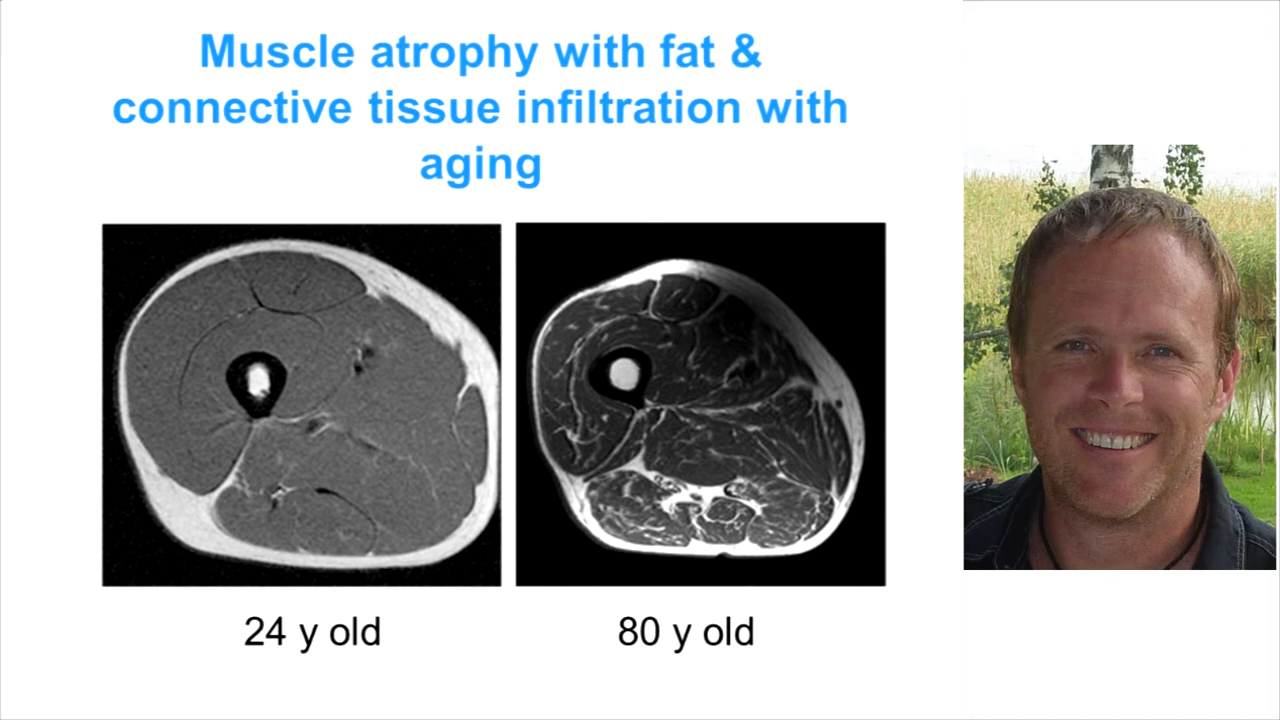 Muscle atrophy with fat &
connective tissue infiltration with
aging
24 y old
80 y old